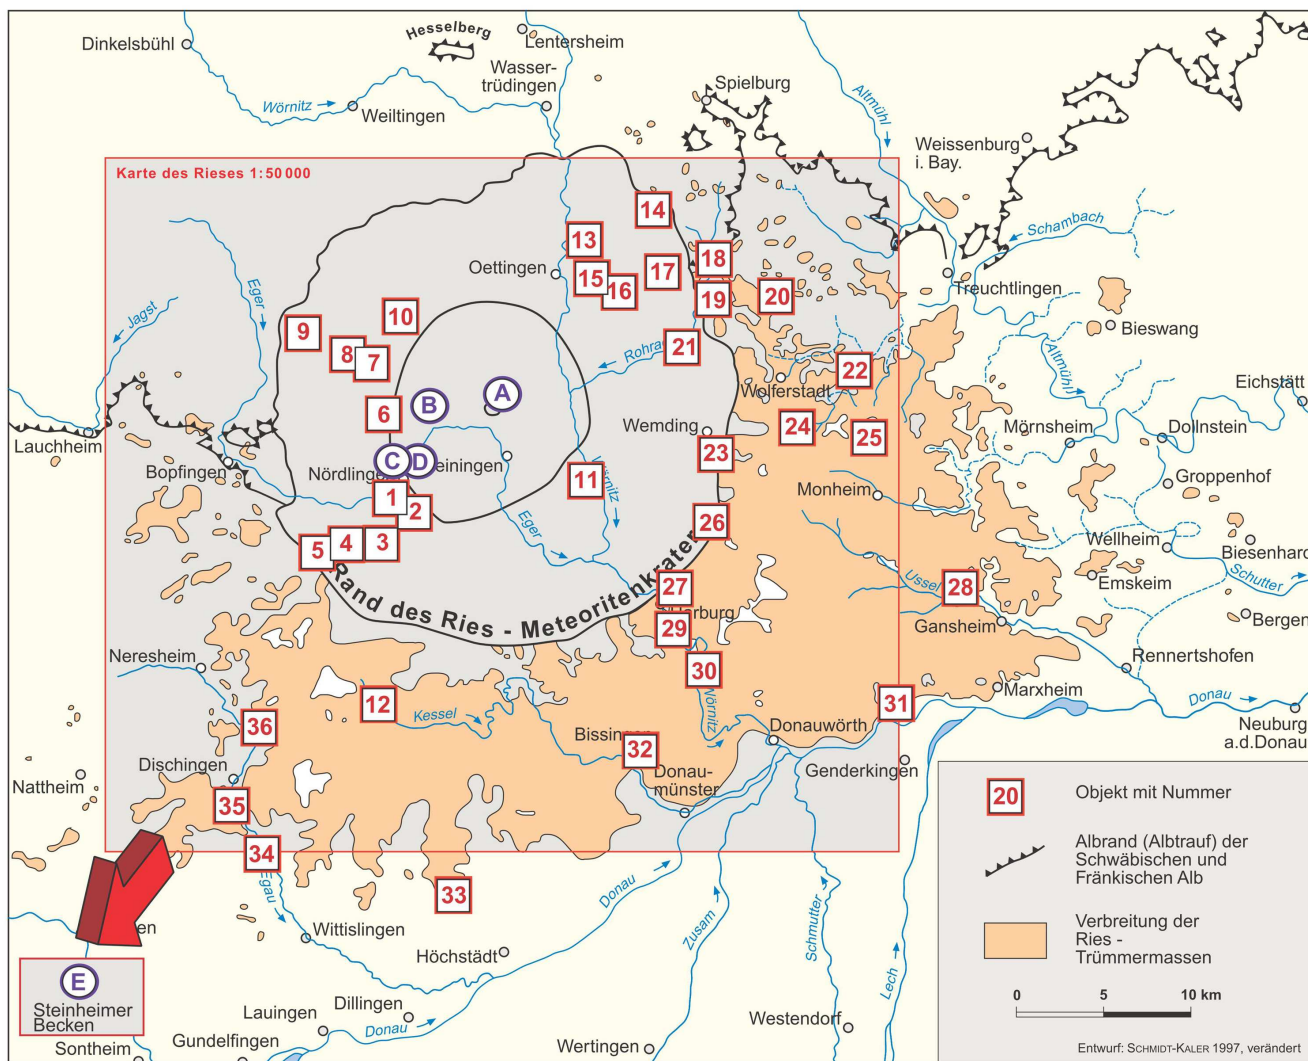 Dinkelsbühl
Hesselberg
Lentersheim
Wasser-
trüdingen
Wörnitz
Weiltingen
Spielburg
Altmühl
Weissenburg
i. Bay.
Karte des Rieses 1:50 000
Schambach
14
13
Oettingen
15
16
17
18
19
20
Treuchtlingen
Eger
Jagst
9
10
8
7
Rohra
21
Bieswang
Altmühl
22
Wolferstadt
Eichstätt
6
B
A
Lauchheim
Bopfingen
Wemding
24
25
Mörnsheim
Dollnstein
C
D
Nördlinge
einingen
23
11
Wörnitz
Groppenhof
Monheim
1
2
Eger
26
5
4
3
Wellheim
Biesenhard
Schutter
Emskeim
Rand des Ries - Meteoritenkrater
27
Ussel
28
Gansheim
Bergen
arburg
29
Neresheim
30
Rennertshofen
Wörnitz
Marxheim
Donau
12
Kessel
31
36
Bissinge
32
Donauwörth
Neuburg
a.d.Donau
Nattheim
Dischingen
Donau-
münster
Genderkingen
35
34
Egau
33
Donau
Zusam
Schmutter
Lech
en
Wittislingen
Höchstädt
E
Steinheimer
Becken
Lauingen
Dillingen
Donau
Westendorf
Sontheim
Gundelfingen
Wertingen
20
Objekt mit Nummer
Albrand (Albtrauf) der
Schwäbischen und
Fränkischen Alb
Verbreitung der
Ries -
Trümmermassen
0 5 10 km
Entwurf: SCHMIDT-KALER 1997, verändert